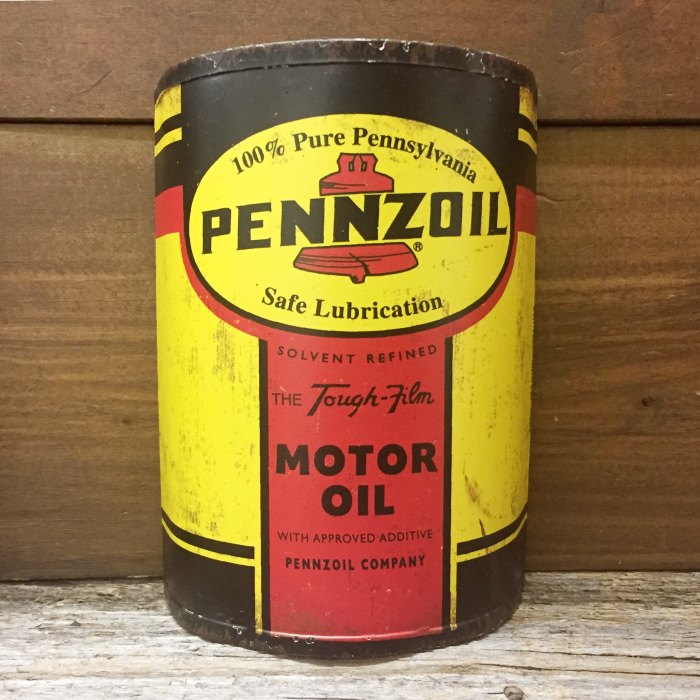 100% Pure Pennsylvania
PENNZOIL®
Safe Lubrication
SOLVENT REFINED
THE Tough-Film
MOTOR
OIL
WITH APPROVED ADDITIVE
PENNZOIL COMPANY